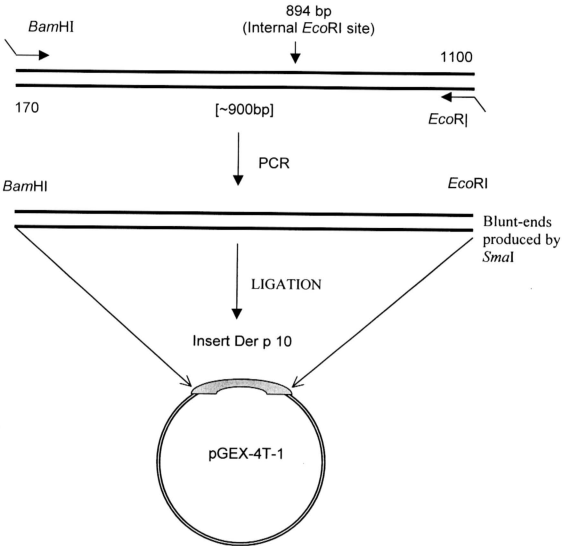 894 bp
(Internal EcoRI site)
BamHI
1100
170
[~900bp]
EcoRI
PCR
BamHI
EcoRI
Blunt-ends
produced by
SmaI
LIGATION
Insert Der p 10
pGEX-4T-1